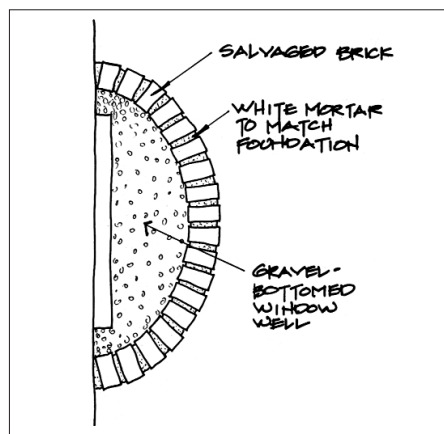 SALVAGED BRICK
WHITE MORTAR
TO MATCH
FOUNDATION
GRAVEL-
BOTTOMED
WINDOW
WELL